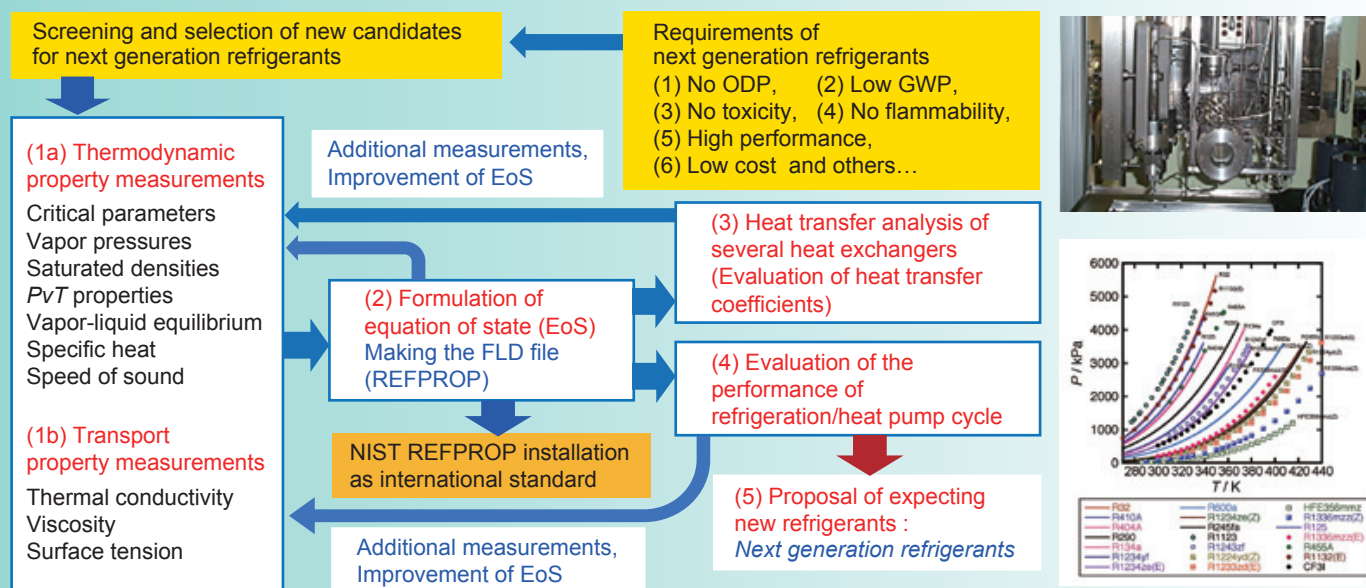 Screening and selection of new candidates
for next generation refrigerants
Requirements of
next generation refrigerants
(1) No ODP, (2) Low GWP,
(3) No toxicity, (4) No flammability,
(5) High performance,
(6) Low cost and others…
(1a) Thermodynamic
property measurements
Critical parameters
Vapor pressures
Saturated densities
PvT properties
Vapor-liquid equilibrium
Specific heat
Speed of sound
(1b) Transport
property measurements
Thermal conductivity
Viscosity
Surface tension
Additional measurements,
Improvement of EoS
(2) Formulation of
equation of state (EoS)
Making the FLD file
(REFPROP)
NIST REFPROP installation
as international standard
(3) Heat transfer analysis of
several heat exchangers
(Evaluation of heat transfer
coefficients)
(4) Evaluation of the
performance of
refrigeration/heat pump cycle
(5) Proposal of expecting
new refrigerants :
Next generation refrigerants
Additional measurements,
Improvement of EoS
P / kPa
6000
5000
4000
3000
2000
1000
0
280 300 320 340 360 380 400 420 440
T / K
R32
R410A
R404A
R290
R134a
R1234yf
R1234ze(E)
R600a
R1234ze(Z)
R245fa
R1123
R1243zf
R1224yd(Z)
R1233zd(E)
HFE356mmz
R1336mzz(Z)
R125
R1336mzz(E)
R455A
R1132(E)
CF3I